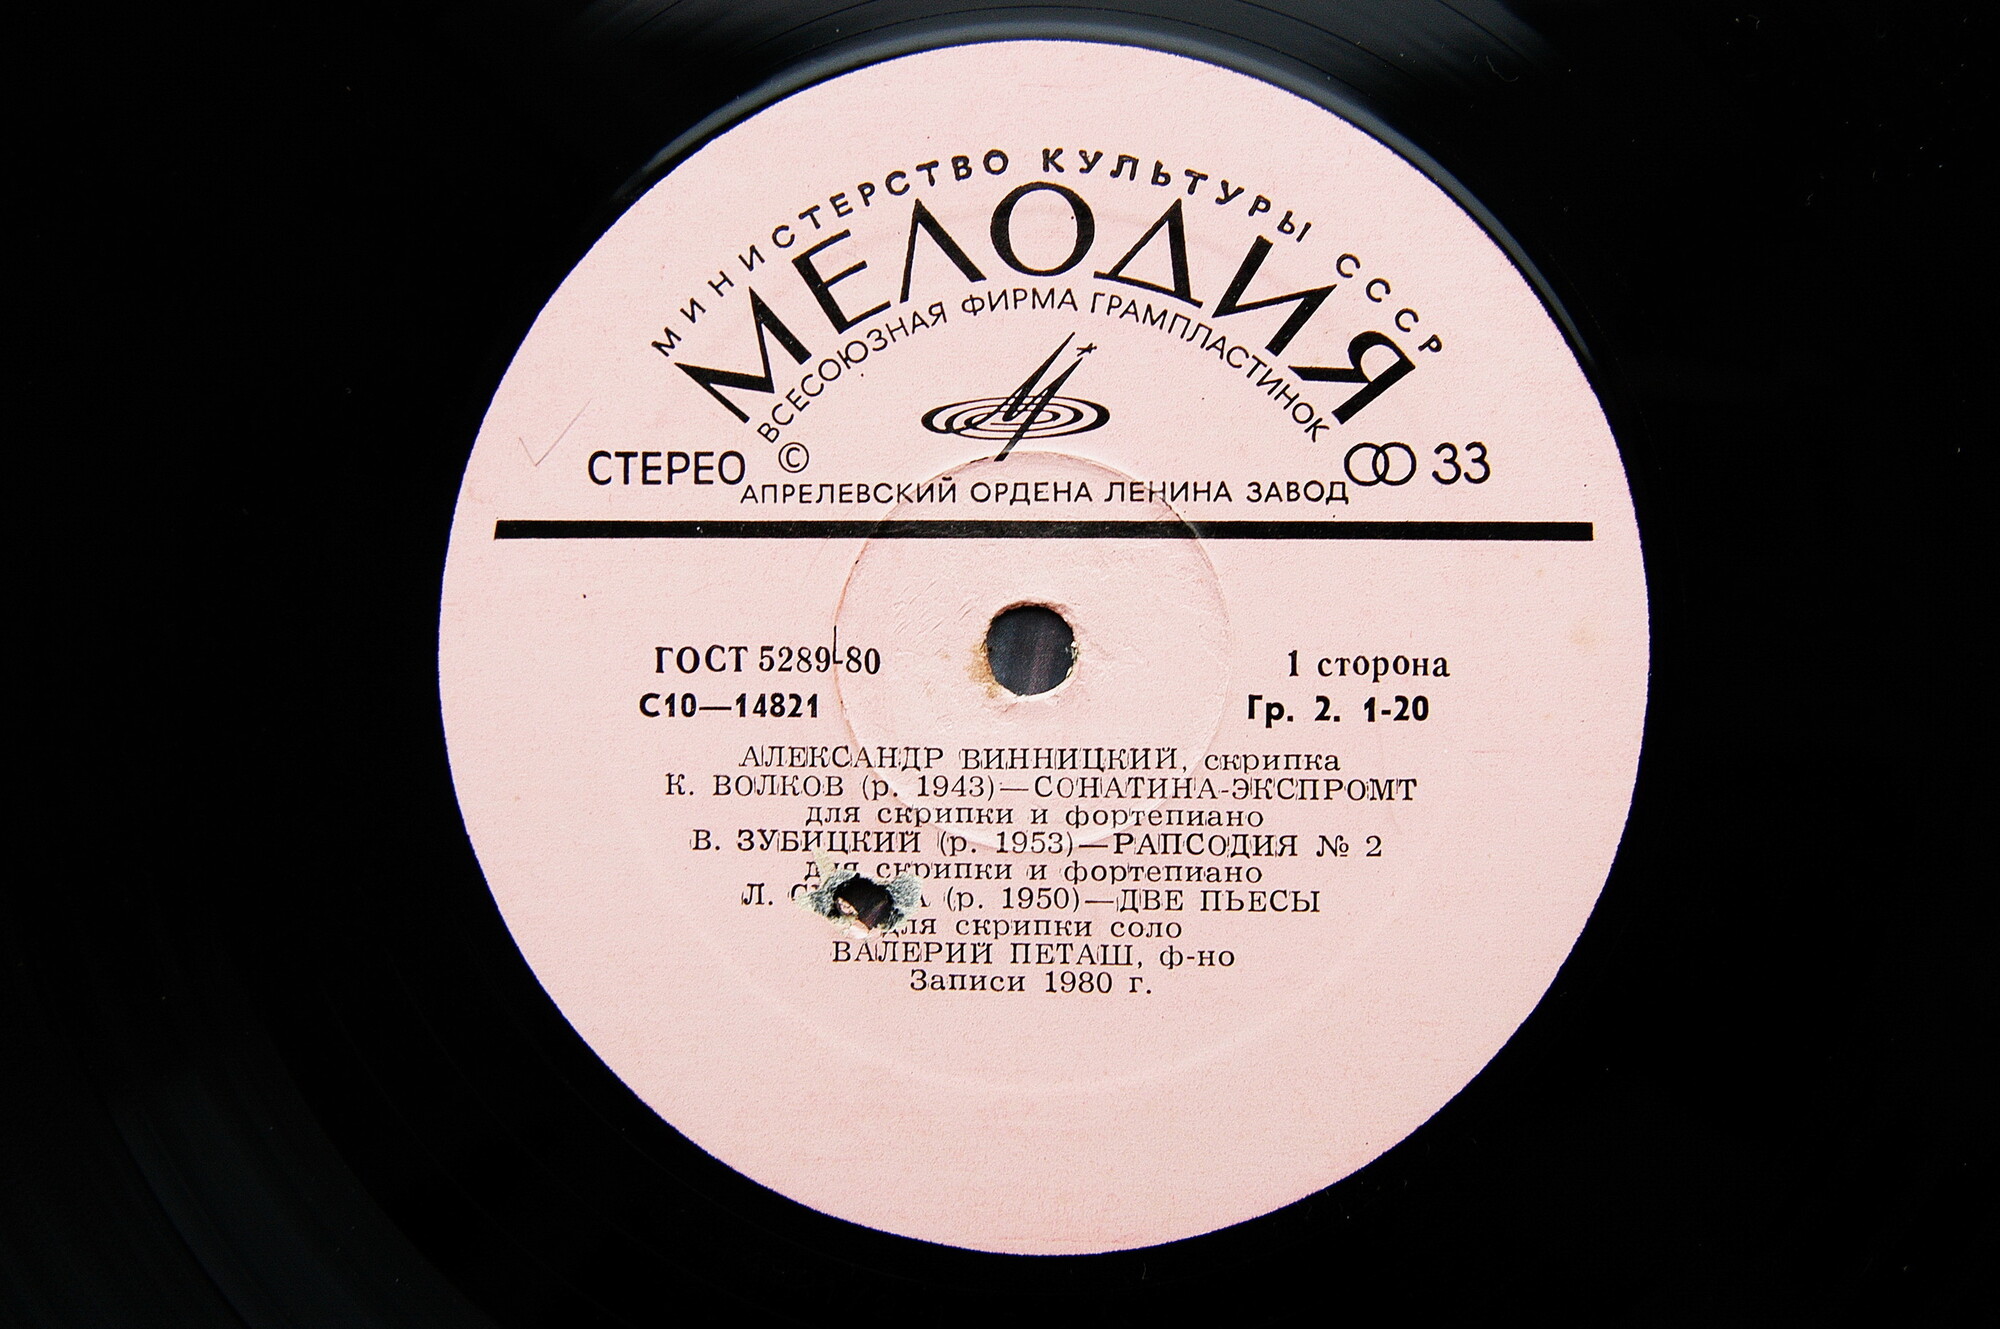 МИНИСТЕРСТВО КУЛЬТУРЫ СССР
МЕЛОДИЯ
ВСЕСОЮЗНАЯ ФИРМА ГРАМПЛАСТИНОК
СТЕРЕО © 33
АПРЕЛЕВСКИЙ ОРДЕНА ЛЕНИНА ЗАВОД
ГОСТ 5289-80 1 сторона
С10—14821 Гр. 2. 1-20
АЛЕКСАНДР ВИННИЦКИЙ, скрипка
К. ВОЛКОВ (р. 1943)—СОНАТИНА-ЭКСПРОМТ
для скрипки и фортепиано
В. ЗУБИЦКИЙ (р. 1953)—РАПСОДИЯ № 2
для скрипки и фортепиано
Л. (р. 1950)—ДВЕ ПЬЕСЫ
для скрипки соло
ВАЛЕРИЙ ПЕТАШ, ф-но
Записи 1980 г.